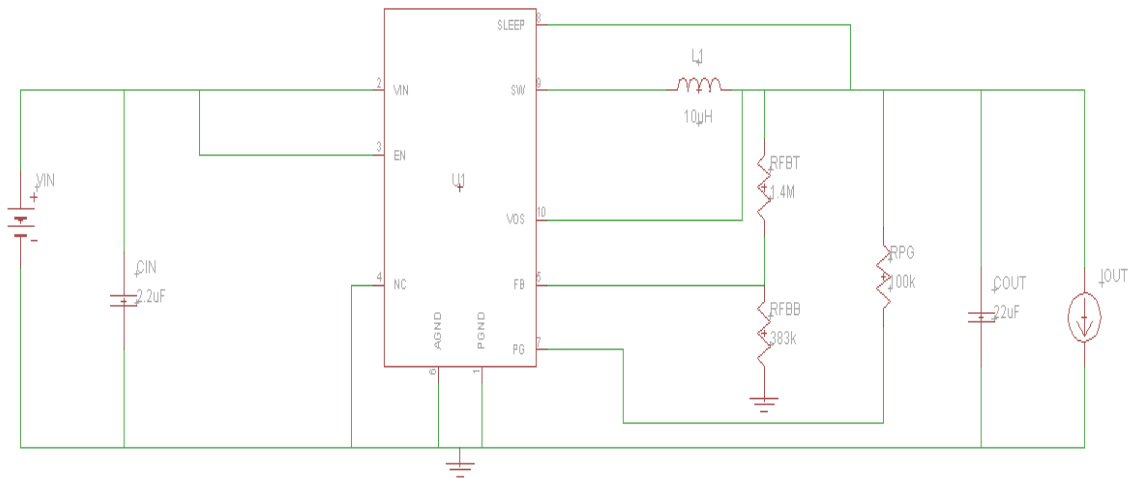 SLEEP
8
L1
2
VIN
SW
9
10µH
3
EN
RFBT
1.4M
VIN
U1
+
VOS
10
RPG
100k
CIN
2.2uF
4
NC
FB
5
RFBB
383k
COUT
22uF
IOUT
AGND
PGND
PG
7
6
1
-